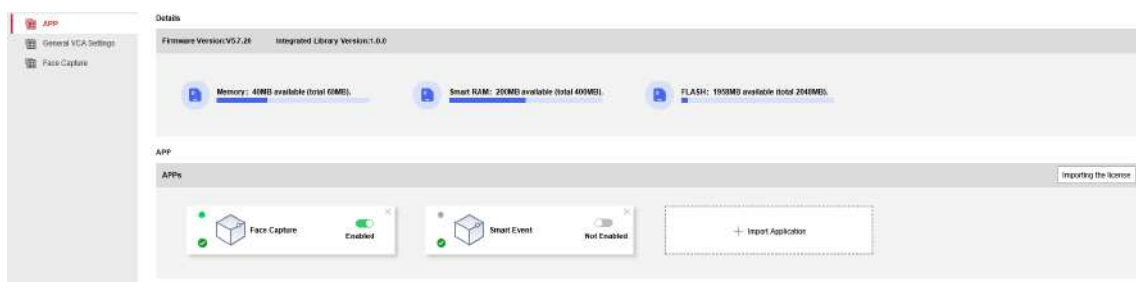 APP
General VCA Settings
Face Capture
Details
Firmware Version:V5.7.26 Integrated Library Version:1.0.0
Memory: 40MB available (total 60MB).
Smart RAM: 200MB available (total 400MB).
FLASH: 1958MB available (total 2048MB).
APP
APPs
Importing the license
Face Capture
Enabled
Smart Event
Not Enabled
+ Import Application